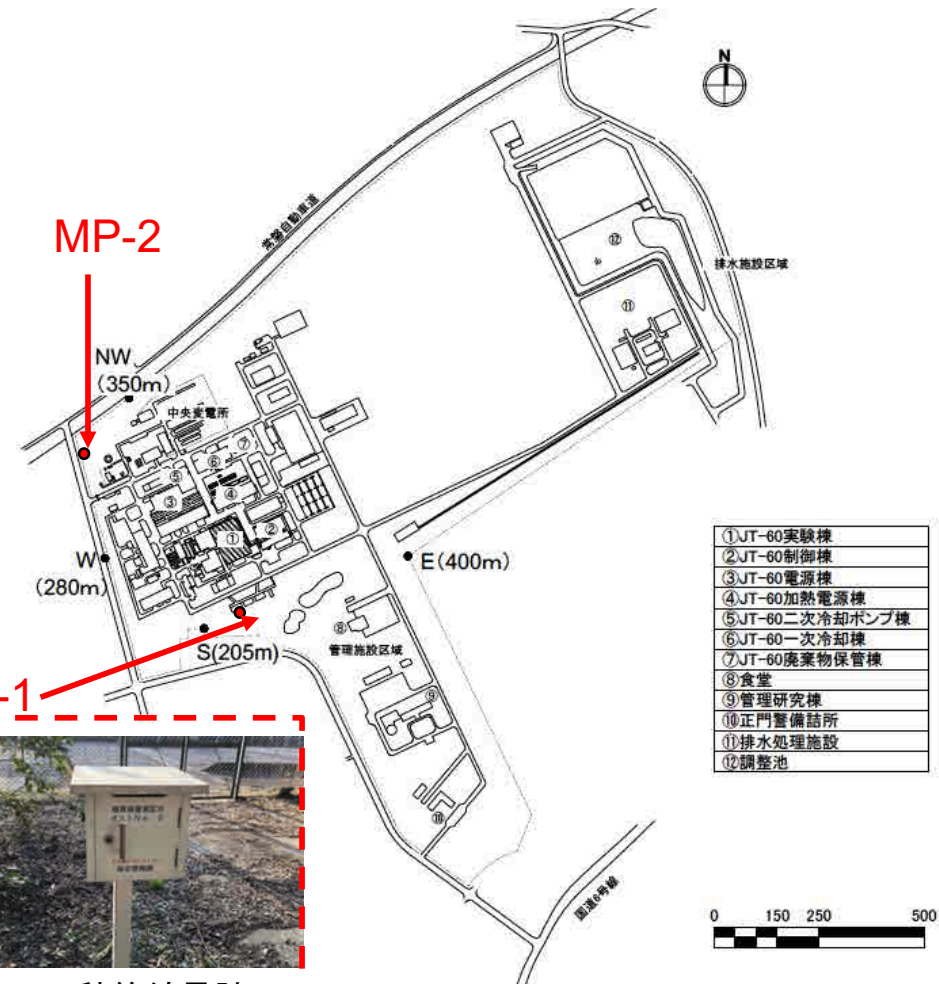 N
MP-2
常磐自動車道
⑫
排水施設区域
⑪
NW
(350m)
中央変電所
⑦
⑥
⑤
④
③
②
①
W
(280m)
E(400m)
S(205m)
⑧
管理施設区域
-1
⑨
⑩
国道6号線
①JT-60実験棟
②JT-60制御棟
③JT-60電源棟
④JT-60加熱電源棟
⑤JT-60二次冷却ポンプ棟
⑥JT-60一次冷却棟
⑦JT-60廃棄物保管棟
⑧食堂
⑨管理研究棟
⑩正門警備詰所
⑪排水処理施設
⑫調整池
0 150 250 500